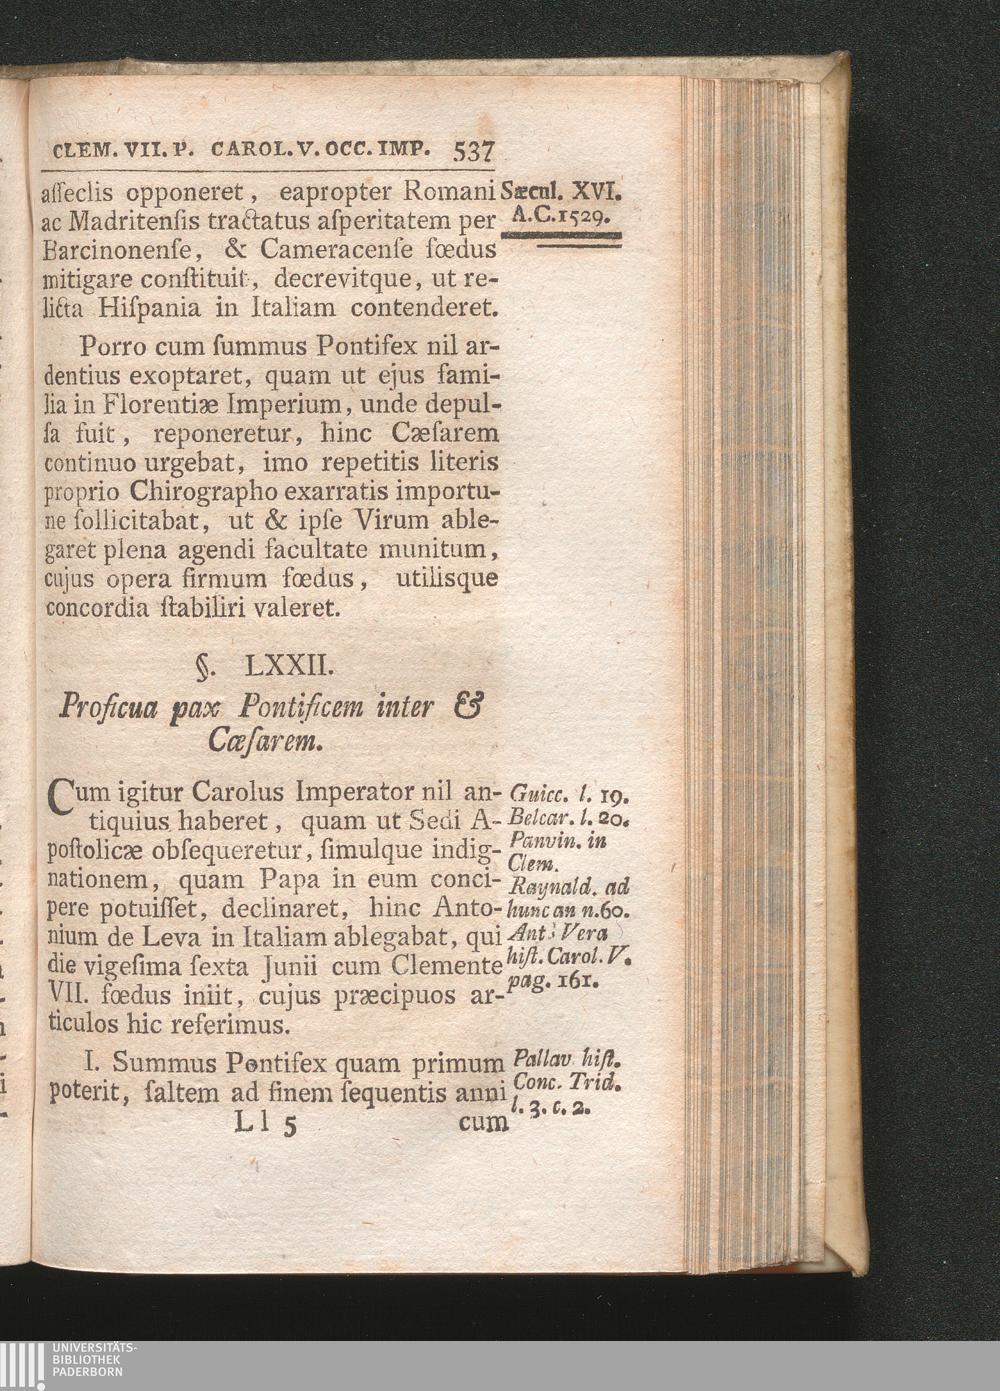 CLEM. VII. P. CAROL. V. OCC. IMP. 537
aſſeclis opponeret, eapropter Romani
ac Madritenſis tractatus aſperitatem per
Barcinonenſe, & Cameracenſe fœdus
mitigare conſtituit, decrevitque, ut re-
licta Hiſpania in Italiam contenderet.
Sæcul. XVI.
A.C.1529.
Porro cum ſummus Pontifex nil ar-
dentius exoptaret, quam ut ejus fami-
lia in Florentiæ Imperium, unde depul-
ſa fuit, reponeretur, hinc Cæſarem
continuo urgebat, imo repetitis literis
proprio Chirographo exarratis importu-
ne ſollicitabat, ut & ipſe Virum able-
garet plena agendi facultate munitum,
cujus opera firmum fœdus, utilisque
concordia ſtabiliri valeret.
§. LXXII.
Proficua pax Pontificem inter &
Cæſarem.
Cum igitur Carolus Imperator nil an-
tiquius haberet, quam ut Sedi A-
poſtolicæ obſequeretur, ſimulque indig-
nationem, quam Papa in eum conci-
pere potuiſſet, declinaret, hinc Anto-
nium de Leva in Italiam ablegabat, qui
die vigeſima ſexta Junii cum Clemente
VII. fœdus iniit, cujus præcipuos ar-
ticulos hic referimus.
Guicc. l. 19.
Belcar. l. 20.
Panvin. in
Clem.
Raynald. ad
hunc an n.60.
Ant. Vera
hiſt. Carol. V.
pag. 161.
I. Summus Pontifex quam primum
poterit, ſaltem ad finem ſequentis anni
Pallav hiſt.
Conc. Trid.
l. 3. c. 2.
Ll 5 cum
UNIVERSITÄTS-
BIBLIOTHEK
PADERBORN